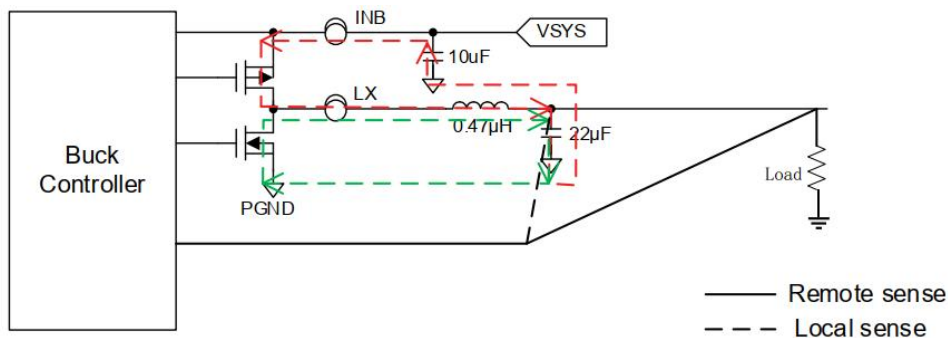 INB
VSYS
10uF
LX
0.47μH
22μF
Buck
Controller
Load
PGND
Remote sense
Local sense